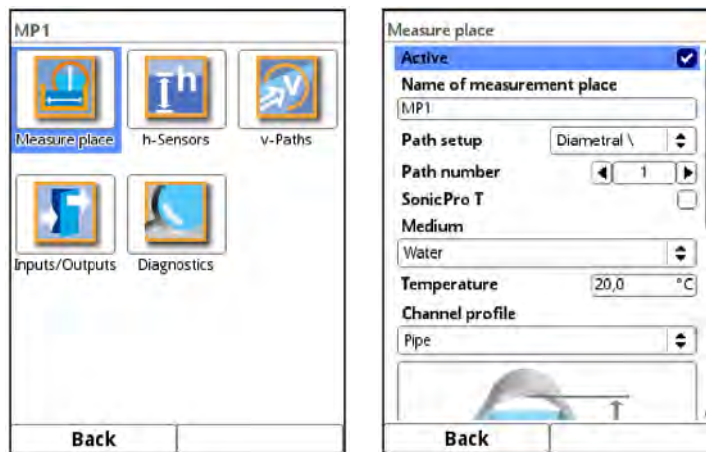 MP1
Measure place
h-Sensors
v-Paths
Inputs/Outputs
Diagnostics
Back
Measure place
Active
Name of measurement place
MP1
Path setup Diametral \
Path number 1
SonicPro T
Medium
Water
Temperature 20,0 °C
Channel profile
Pipe
Back